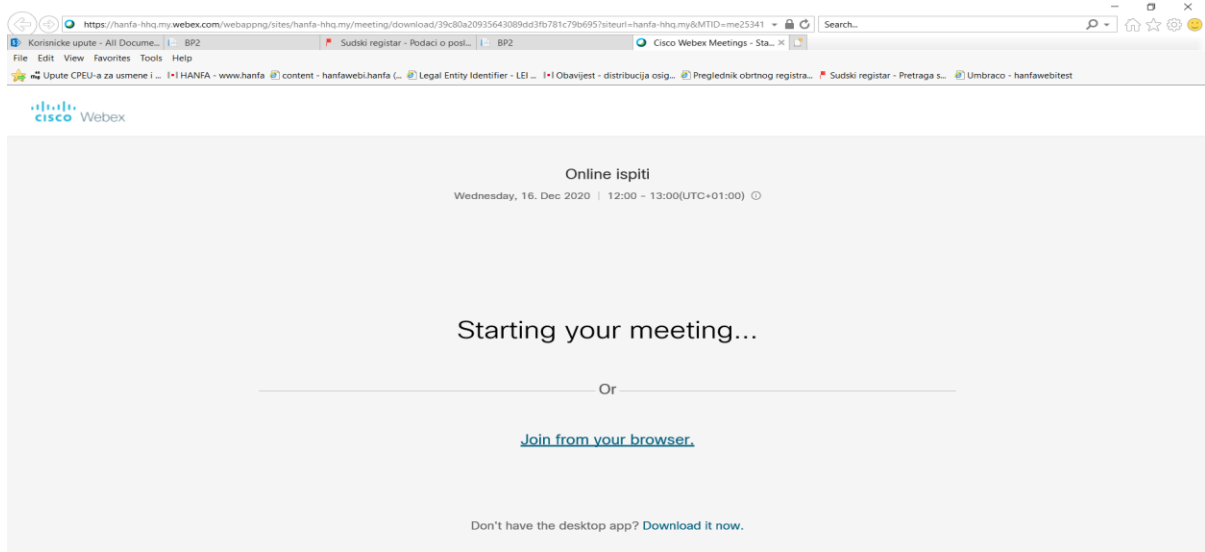 https://hanfa-hhq.my.webex.com/webappng/sites/hanfa-hhq.my/meeting/download/39c80a20935643089dd3fb781c79b695?siteurl=hanfa-hhq.my&MTID=me25341 Search...
Korisnicke upute - All Docume... BP2 Sudski registar - Podaci o posl... BP2 Cisco Webex Meetings - Sta...
File Edit View Favorites Tools Help
Upute CPEU-a za usmene i ... HANFA - www.hanfa content - hanfawebi.hanfa (... Legal Entity Identifier - LEI ... Obavijest - distribucija osig... Preglednik obrtnog registra... Sudski registar - Pretraga s... Umbraco - hanfawebitest
cisco Webex
Online ispiti
Wednesday, 16. Dec 2020 | 12:00 - 13:00(UTC+01:00)
Starting your meeting...
Or
Join from your browser.
Don't have the desktop app? Download it now.